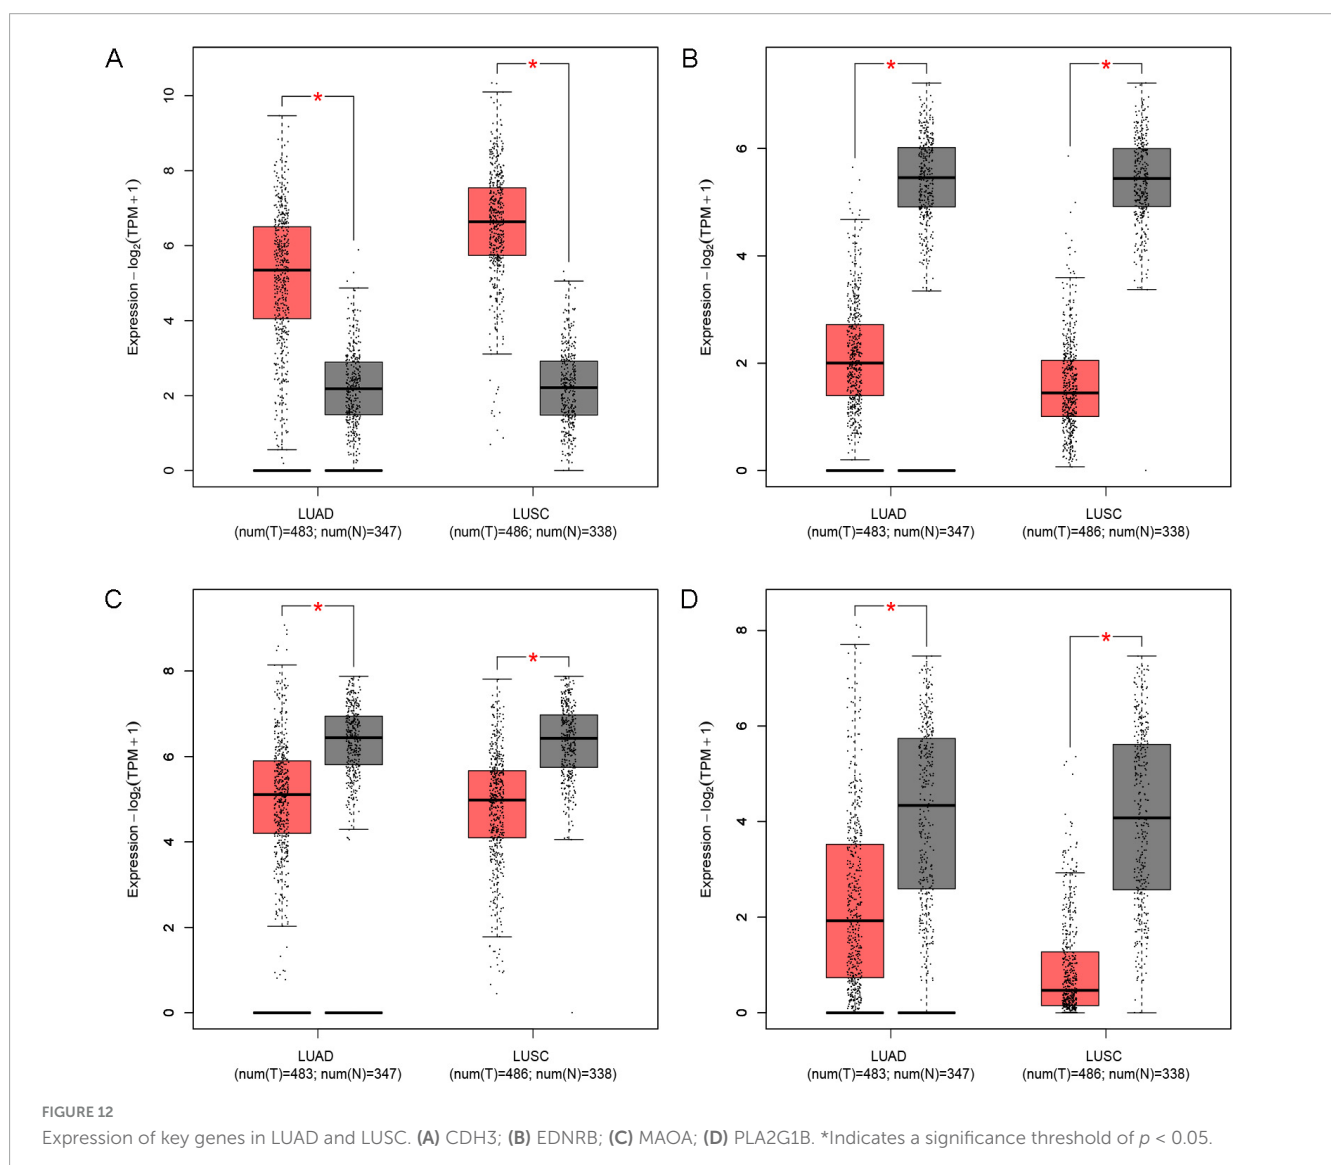 A
Expression – log₂(TPM + 1)
0
2
4
6
8
10
*
*
LUAD
(num(T)=483; num(N)=347)
LUSC
(num(T)=486; num(N)=338)
B
Expression – log₂(TPM + 1)
0
2
4
6
*
*
LUAD
(num(T)=483; num(N)=347)
LUSC
(num(T)=486; num(N)=338)
C
Expression – log₂(TPM + 1)
0
2
4
6
8
*
*
LUAD
(num(T)=483; num(N)=347)
LUSC
(num(T)=486; num(N)=338)
D
Expression – log₂(TPM + 1)
0
2
4
6
8
*
*
LUAD
(num(T)=483; num(N)=347)
LUSC
(num(T)=486; num(N)=338)
FIGURE 12
Expression of key genes in LUAD and LUSC. (A) CDH3; (B) EDNRB; (C) MAOA; (D) PLA2G1B. *Indicates a significance threshold of p < 0.05.